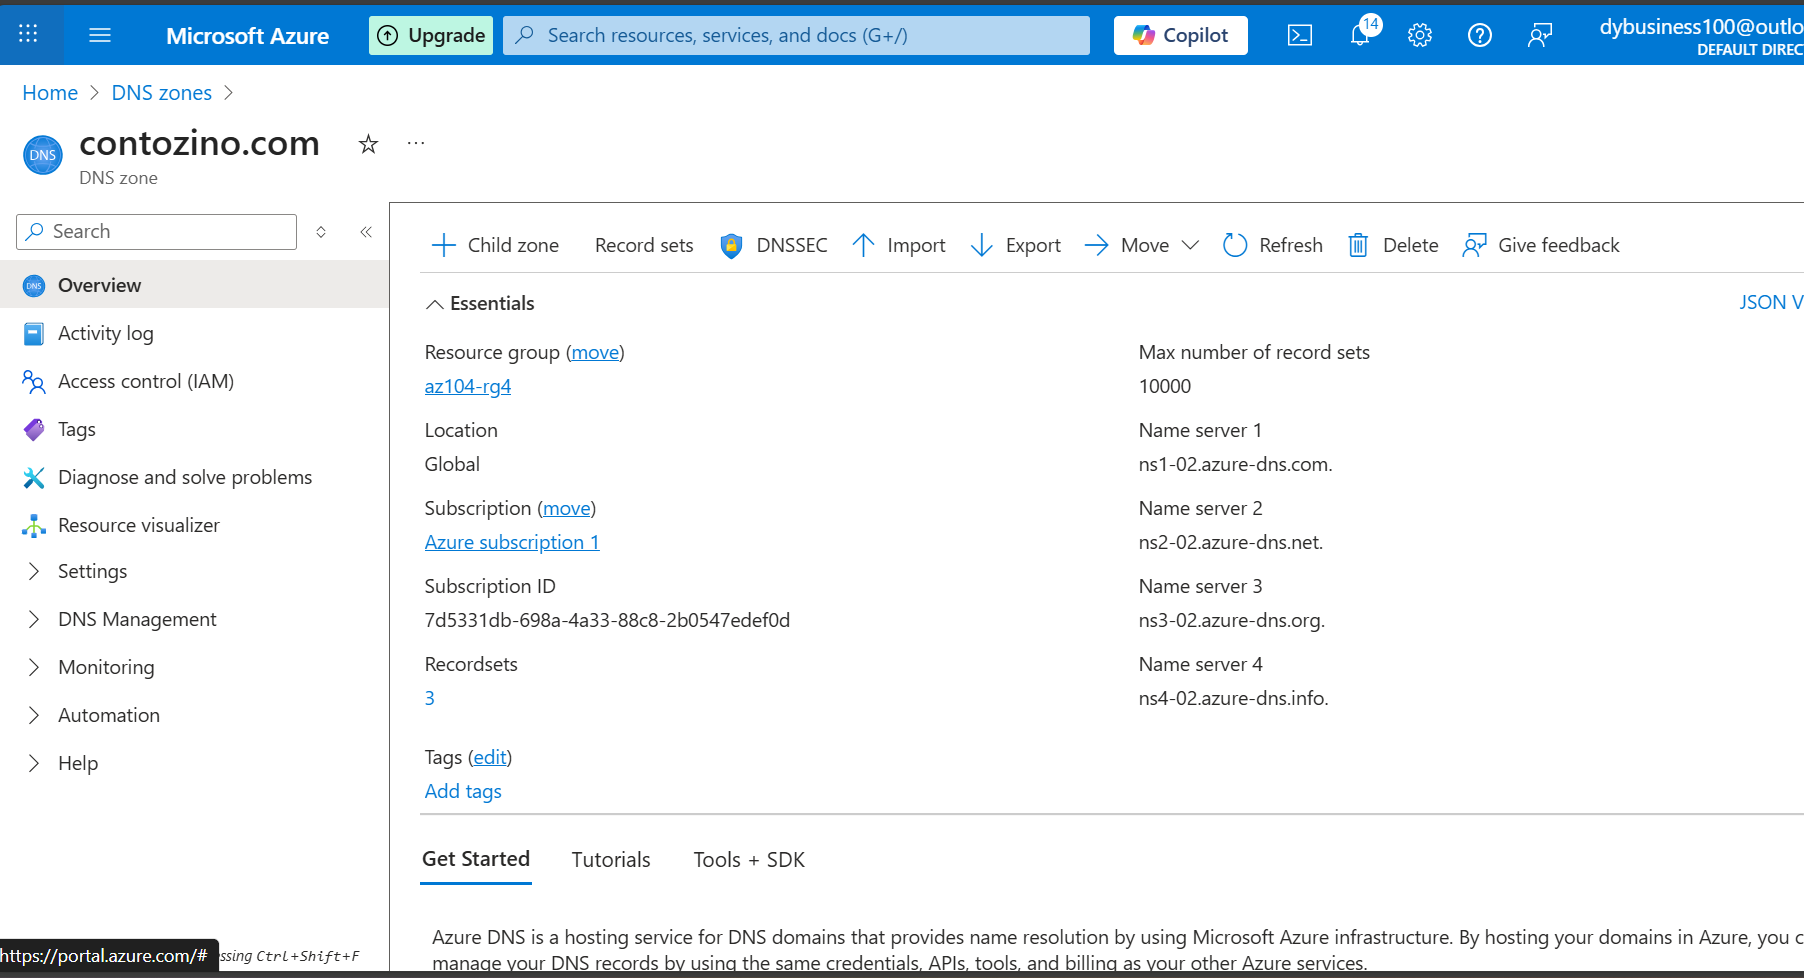 Microsoft Azure
Upgrade
Search resources, services, and docs (G+/)
Copilot
14
dybusiness100@outlo
DEFAULT DIREC
Home > DNS zones >
DNS
contozino.com
...
DNS zone
Search
Overview
Activity log
Access control (IAM)
Tags
Diagnose and solve problems
Resource visualizer
Settings
DNS Management
Monitoring
Automation
Help
Child zone
Record sets
DNSSEC
Import
Export
Move
Refresh
Delete
Give feedback
Essentials
JSON V
Resource group (move)
az104-rg4
Location
Global
Subscription (move)
Azure subscription 1
Subscription ID
7d5331db-698a-4a33-88c8-2b0547edef0d
Recordsets
3
Max number of record sets
10000
Name server 1
ns1-02.azure-dns.com.
Name server 2
ns2-02.azure-dns.net.
Name server 3
ns3-02.azure-dns.org.
Name server 4
ns4-02.azure-dns.info.
Tags (edit)
Add tags
Get Started
Tutorials
Tools + SDK
Azure DNS is a hosting service for DNS domains that provides name resolution by using Microsoft Azure infrastructure. By hosting your domains in Azure, you c
manage your DNS records by using the same credentials, APIs, tools, and billing as your other Azure services.
https://portal.azure.com/#
essing Ctrl+Shift+F